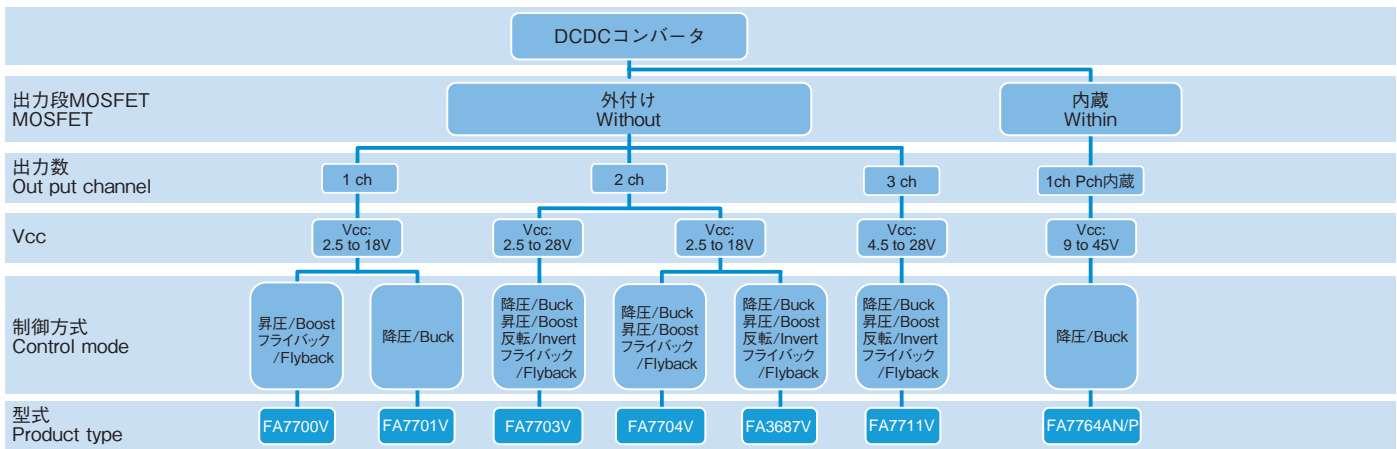 DCDCコンバータ
出力段MOSFET
MOSFET
外付け
Without
内蔵
Within
出力数
Out put channel
1 ch
2 ch
3 ch
1ch Pch内蔵
Vcc
Vcc:
2.5 to 18V
Vcc:
2.5 to 28V
Vcc:
2.5 to 18V
Vcc:
4.5 to 28V
Vcc:
9 to 45V
制御方式
Control mode
昇圧/Boost
フライバック
/Flyback
降圧/Buck
降圧/Buck
昇圧/Boost
反転/Invert
フライバック
/Flyback
降圧/Buck
昇圧/Boost
フライバック
/Flyback
降圧/Buck
昇圧/Boost
反転/Invert
フライバック
/Flyback
降圧/Buck
昇圧/Boost
反転/Invert
フライバック
/Flyback
降圧/Buck
型式
Product type
FA7700V
FA7701V
FA7703V
FA7704V
FA3687V
FA7711V
FA7764AN/P